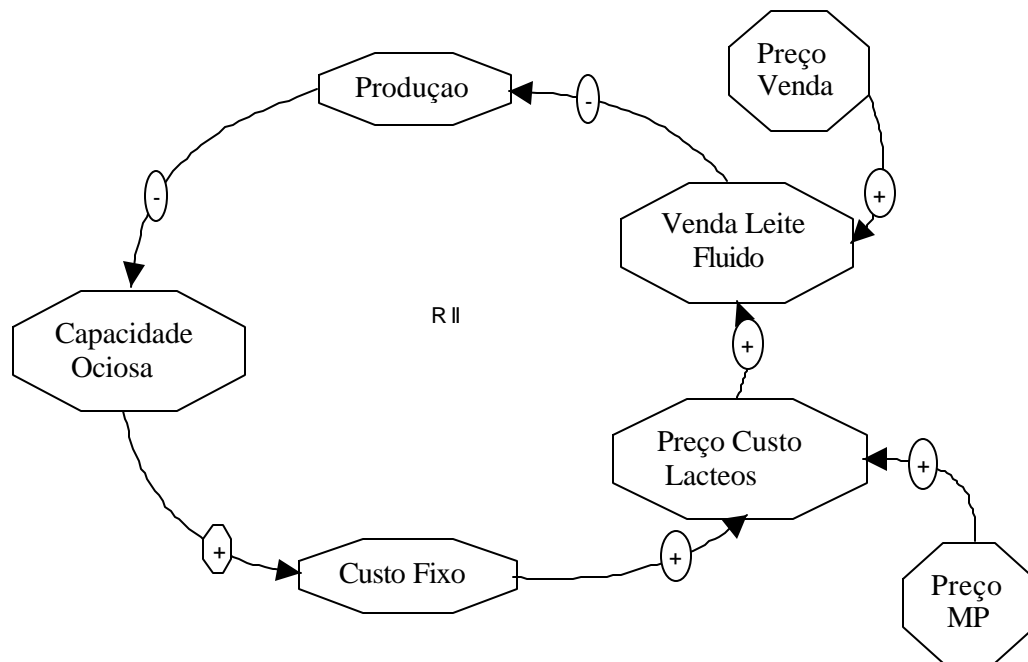 Preço
Venda
Produçao
-
-
+
Venda Leite
Fluido
R II
Capacidade
Ociosa
+
Preço Custo
Lacteos
+
+
+
Custo Fixo
Preço
MP